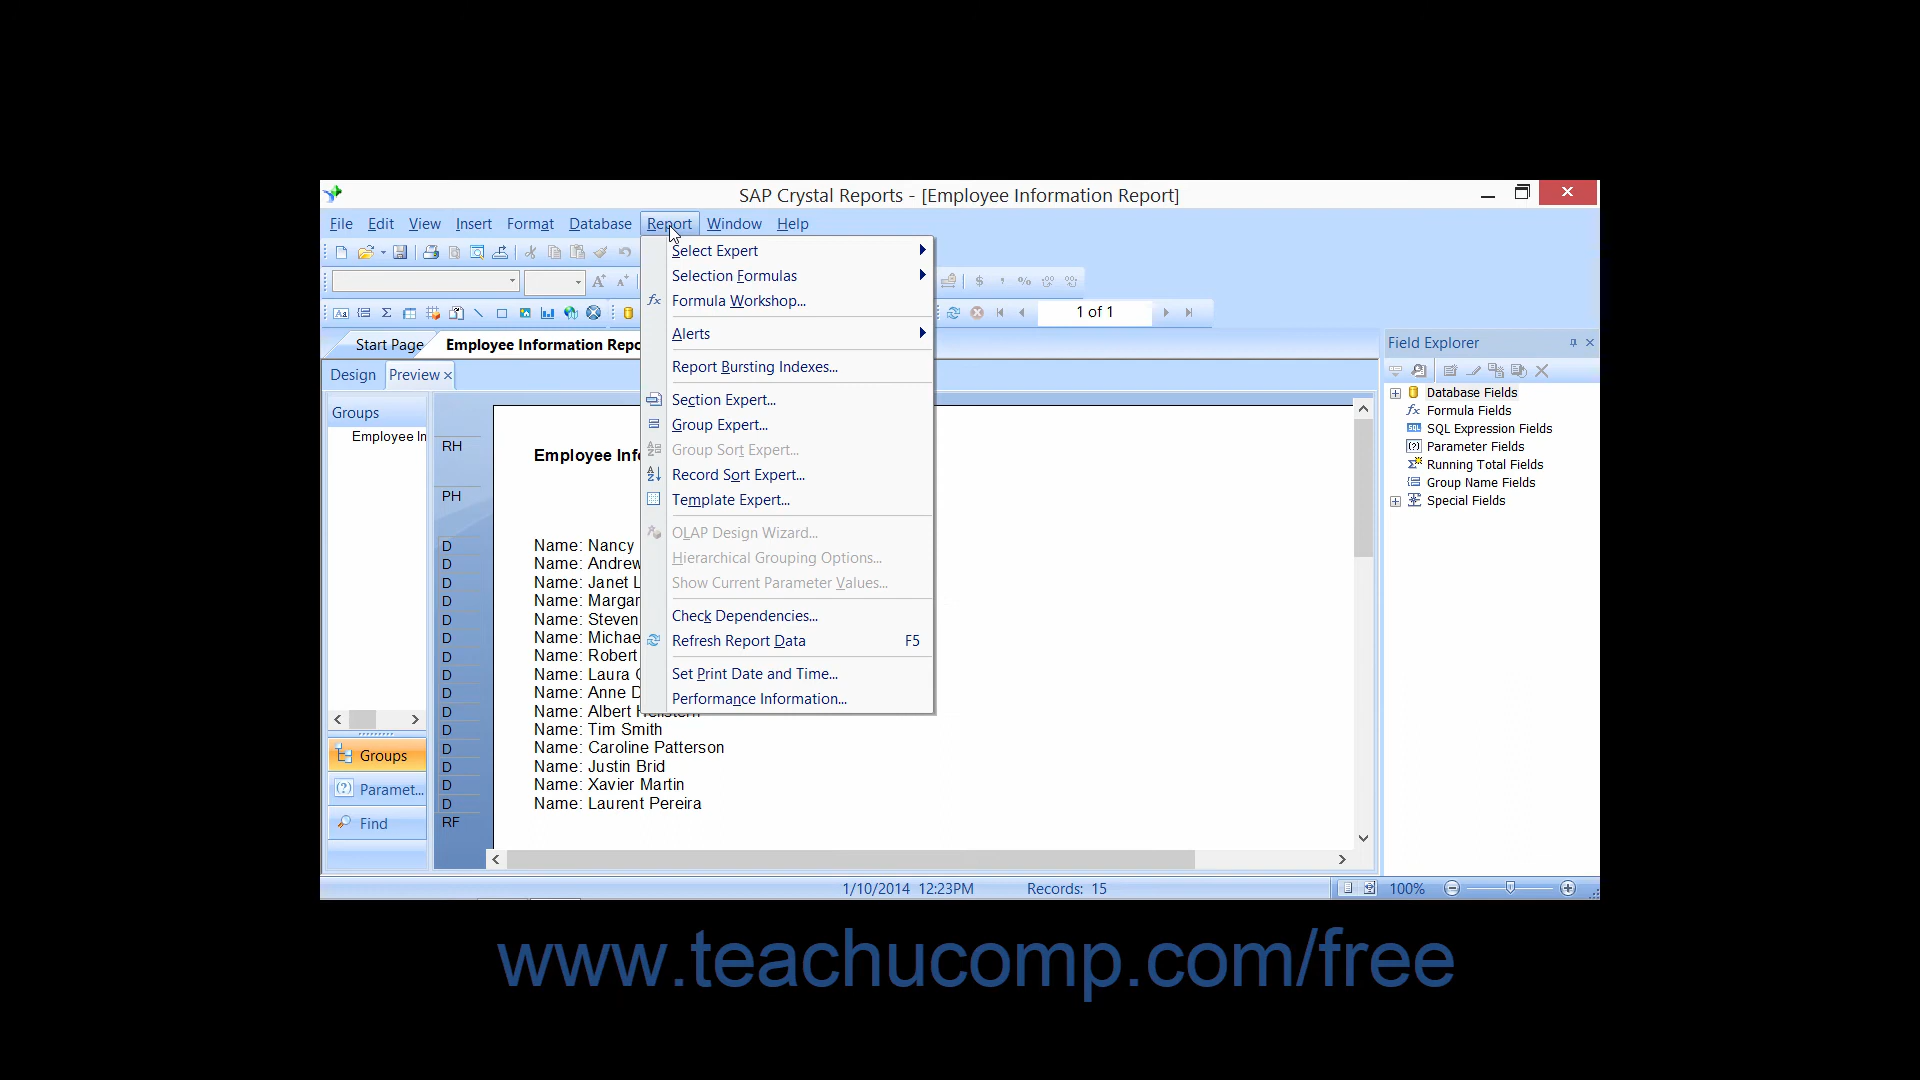 SAP Crystal Reports - [Employee Information Report]
File Edit View Insert Format Database Report Window Help
1 of 1
Start Page Employee Information Repo
Design Preview
Select Expert
Selection Formulas
Formula Workshop...
Alerts
Report Bursting Indexes...
Section Expert...
Group Expert...
Group Sort Expert...
Record Sort Expert...
Template Expert...
OLAP Design Wizard...
Hierarchical Grouping Options...
Show Current Parameter Values...
Check Dependencies...
Refresh Report Data F5
Set Print Date and Time...
Performance Information...
Groups
Employee In
Groups
Paramet...
Find
RH
Employee Info
PH
D Name: Nancy
D Name: Andrew
D Name: Janet L
D Name: Margar
D Name: Steven
D Name: Michae
D Name: Robert
D Name: Laura
D Name: Anne D
D Name: Albert
D Name: Tim Smith
D Name: Caroline Patterson
D Name: Justin Brid
D Name: Xavier Martin
D Name: Laurent Pereira
RF
Field Explorer
Database Fields
Formula Fields
SQL Expression Fields
Parameter Fields
Running Total Fields
Group Name Fields
Special Fields
1/10/2014 12:23PM Records: 15 100%
www.teachucomp.com/free